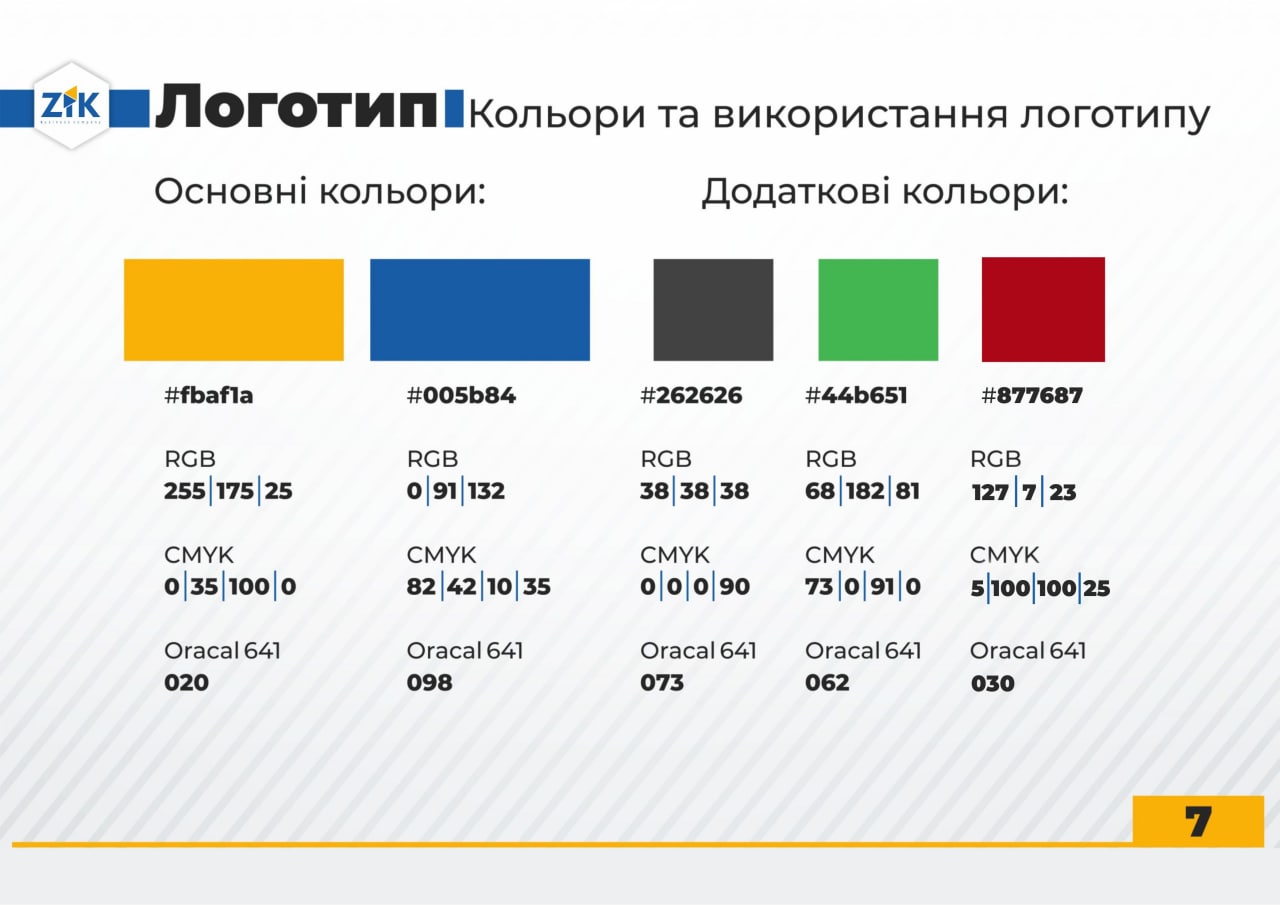 ZIK
Логотип
Кольори та використання логотипу
Основні кольори:
Додаткові кольори:
#fbaf1a
#005b84
#262626
#44b651
#877687
RGB
255|175|25
RGB
0|91|132
RGB
38|38|38
RGB
68|182|81
RGB
127|7|23
CMYK
0|35|100|0
CMYK
82|42|10|35
CMYK
0|0|0|90
CMYK
73|0|91|0
CMYK
5|100|100|25
Oracal 641
020
Oracal 641
098
Oracal 641
073
Oracal 641
062
Oracal 641
030
7